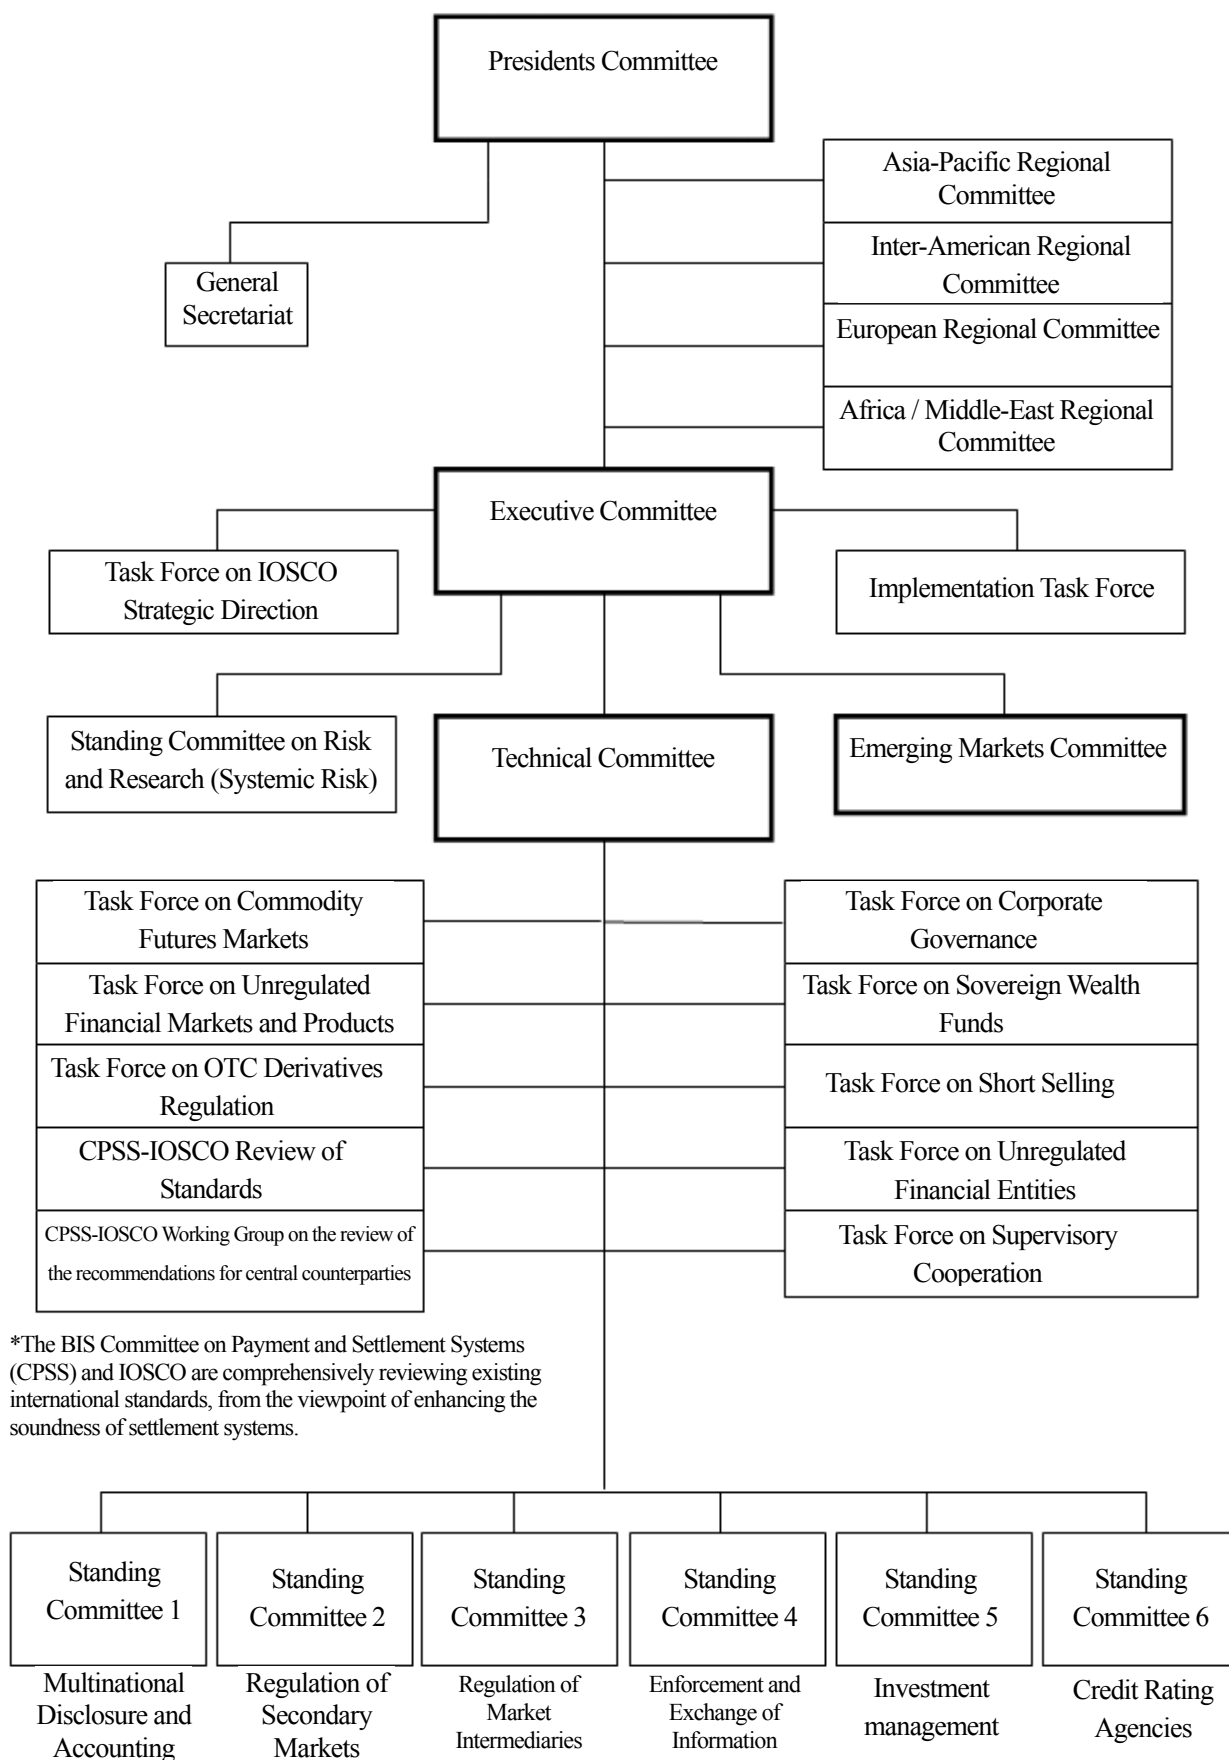 Presidents Committee
Asia-Pacific Regional
Committee
Inter-American Regional
Committee
General
Secretariat
European Regional Committee
Africa / Middle-East Regional
Committee
Executive Committee
Task Force on IOSCO
Strategic Direction
Implementation Task Force
Standing Committee on Risk
and Research (Systemic Risk)
Technical Committee
Emerging Markets Committee
Task Force on Commodity
Futures Markets
Task Force on Unregulated
Financial Markets and Products
Task Force on OTC Derivatives
Regulation
CPSS-IOSCO Review of
Standards
CPSS-IOSCO Working Group on the review of
the recommendations for central counterparties
Task Force on Corporate
Governance
Task Force on Sovereign Wealth
Funds
Task Force on Short Selling
Task Force on Unregulated
Financial Entities
Task Force on Supervisory
Cooperation
*The BIS Committee on Payment and Settlement Systems
(CPSS) and IOSCO are comprehensively reviewing existing
international standards, from the viewpoint of enhancing the
soundness of settlement systems.
Standing
Committee 1
Multinational
Disclosure and
Accounting
Standing
Committee 2
Regulation of
Secondary
Markets
Standing
Committee 3
Regulation of
Market
Intermediaries
Standing
Committee 4
Enforcement and
Exchange of
Information
Standing
Committee 5
Investment
management
Standing
Committee 6
Credit Rating
Agencies